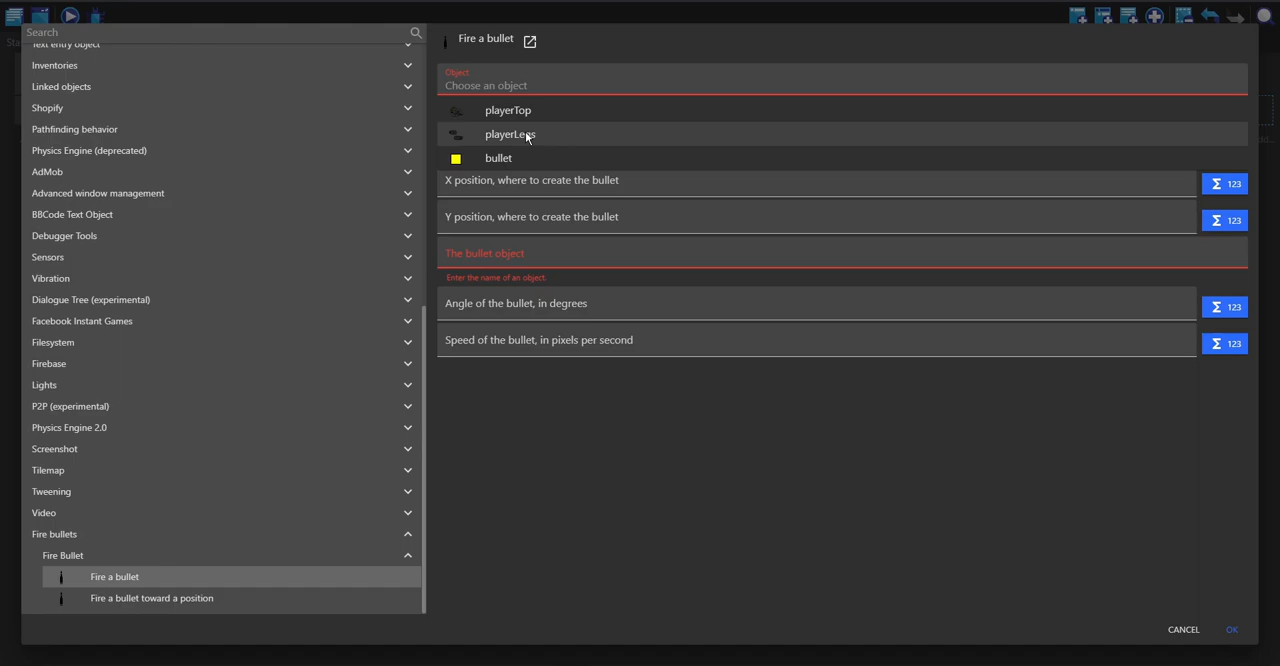 Search
Text entry object
Inventories
Linked objects
Shopify
Pathfinding behavior
Physics Engine (deprecated)
AdMob
Advanced window management
BBCode Text Object
Debugger Tools
Sensors
Vibration
Dialogue Tree (experimental)
Facebook Instant Games
Filesystem
Firebase
Lights
P2P (experimental)
Physics Engine 2.0
Screenshot
Tilemap
Tweening
Video
Fire bullets
Fire Bullet
Fire a bullet
Fire a bullet toward a position
Fire a bullet
Object
Choose an object
playerTop
playerLegs
bullet
X position, where to create the bullet
Σ 123
Y position, where to create the bullet
Σ 123
The bullet object
Enter the name of an object.
Angle of the bullet, in degrees
Σ 123
Speed of the bullet, in pixels per second
Σ 123
CANCEL
OK